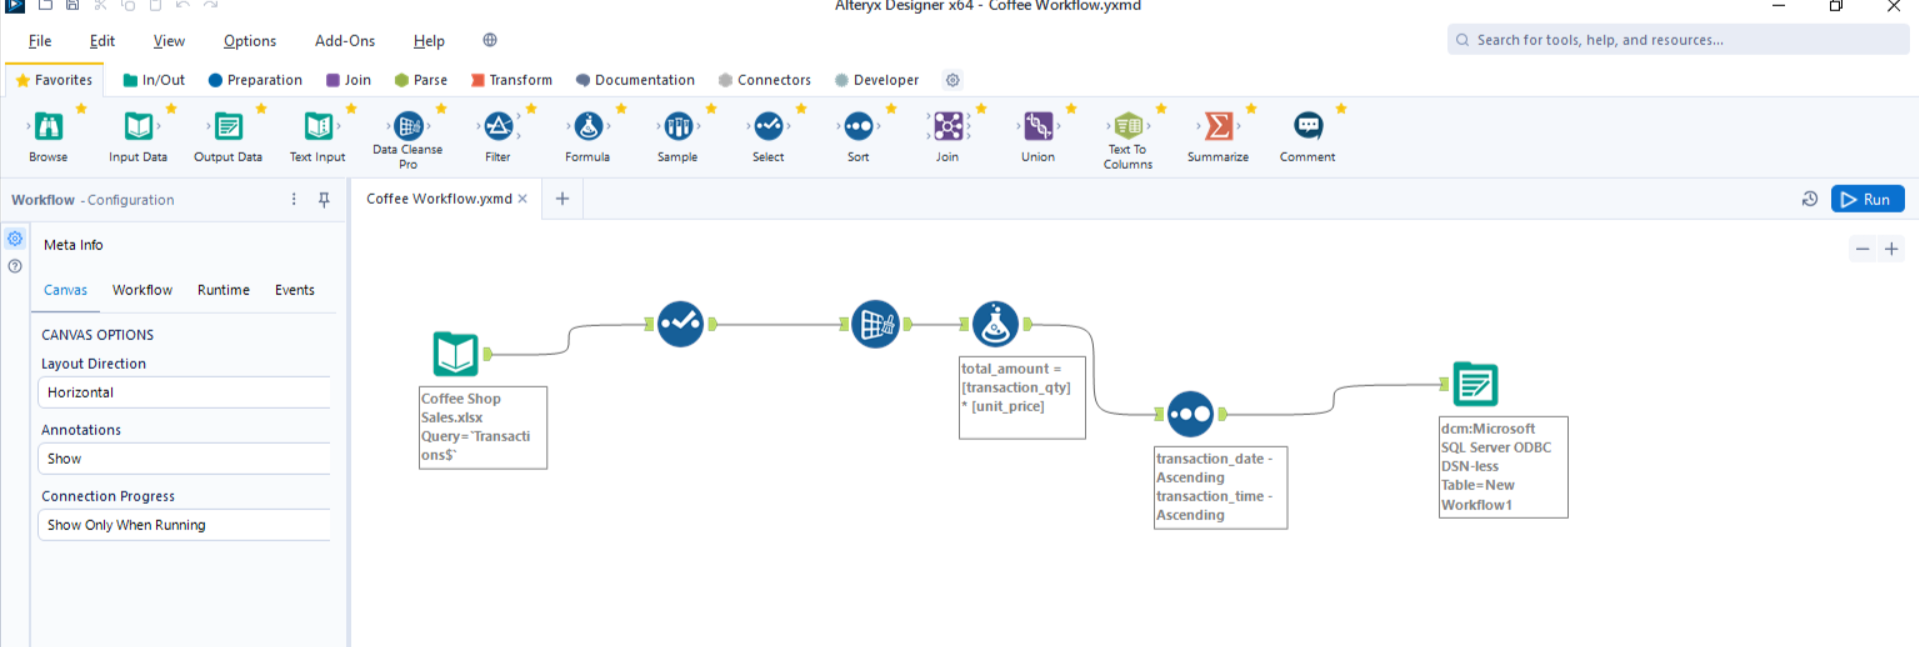 Alteryx Designer x64 - Coffee Workflow.yxmd
File Edit View Options Add-Ons Help
Search for tools, help, and resources...
Favorites In/Out Preparation Join Parse Transform Documentation Connectors Developer
Browse
Input Data
Output Data
Text Input
Data Cleanse
Pro
Filter
Formula
Sample
Select
Sort
Join
Union
Text To
Columns
Summarize
Comment
Workflow - Configuration
Coffee Workflow.yxmd
Run
Meta Info
Canvas Workflow Runtime Events
CANVAS OPTIONS
Layout Direction
Horizontal
Annotations
Show
Connection Progress
Show Only When Running
Coffee Shop
Sales.xlsx
Query=`Transacti
ons$`
total_amount =
[transaction_qty]
* [unit_price]
transaction_date -
Ascending
transaction_time -
Ascending
dcm:Microsoft
SQL Server ODBC
DSN-less
Table=New
Workflow1